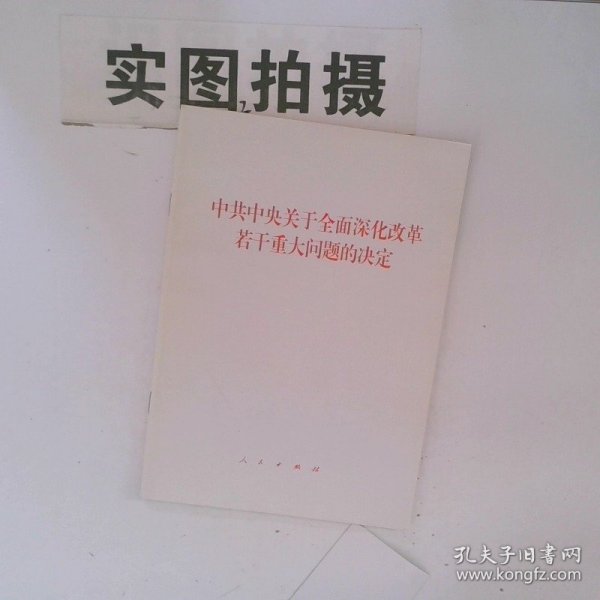 实图拍摄
中共中央关于全面深化改革
若干重大问题的决定
人民出版社
孔夫子旧书网
www.kongfz.com